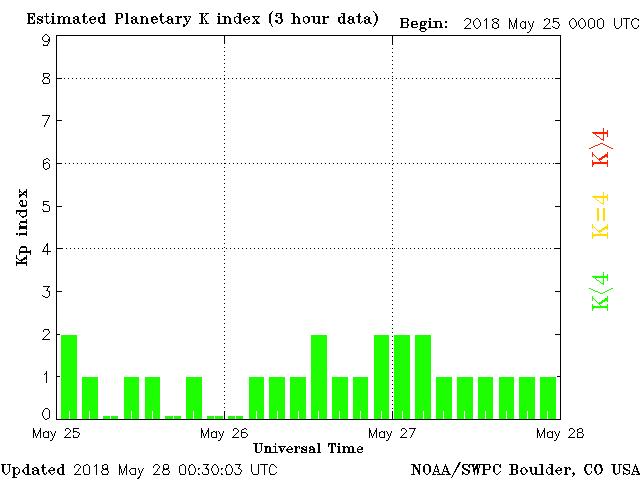 Estimated Planetary K index (3 hour data) Begin: 2018 May 25 0000 UTC
9
8
7
6
5
4
3
2
1
0
Kp index
K>4
K=4
K<4
May 25 May 26 May 27 May 28
Universal Time
Updated 2018 May 28 00:30:03 UTC NOAA/SWPC Boulder, CO USA